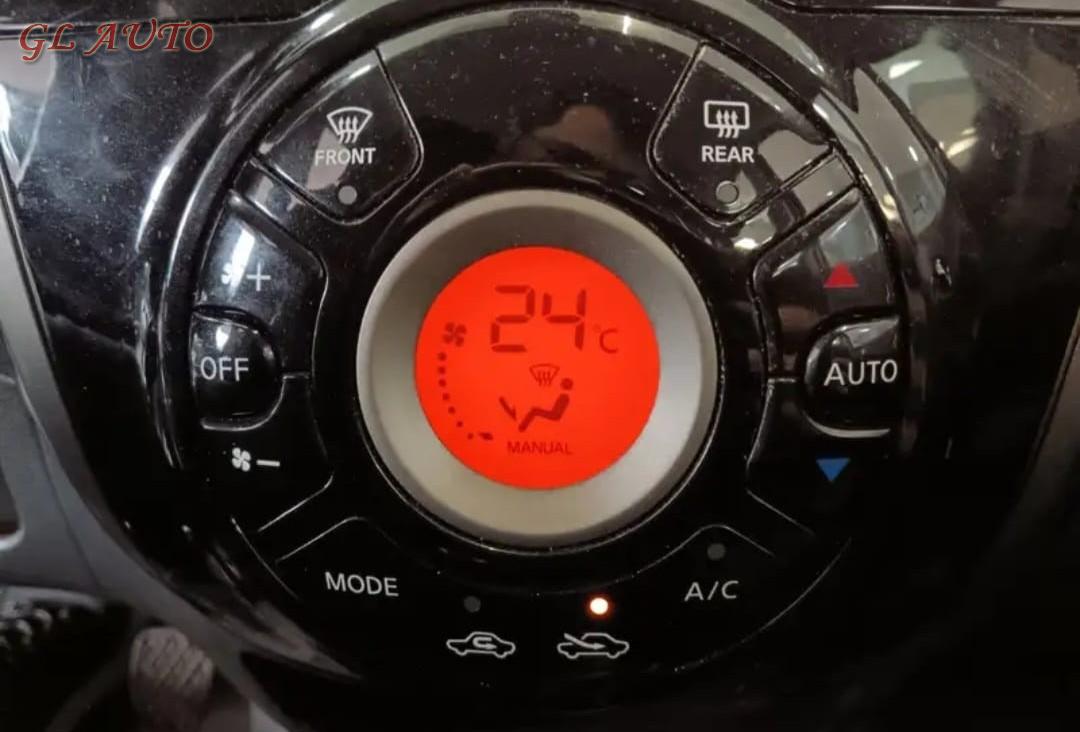 GL AUTO
FRONT
REAR
+
24°C
OFF
AUTO
MANUAL
−
MODE
A/C